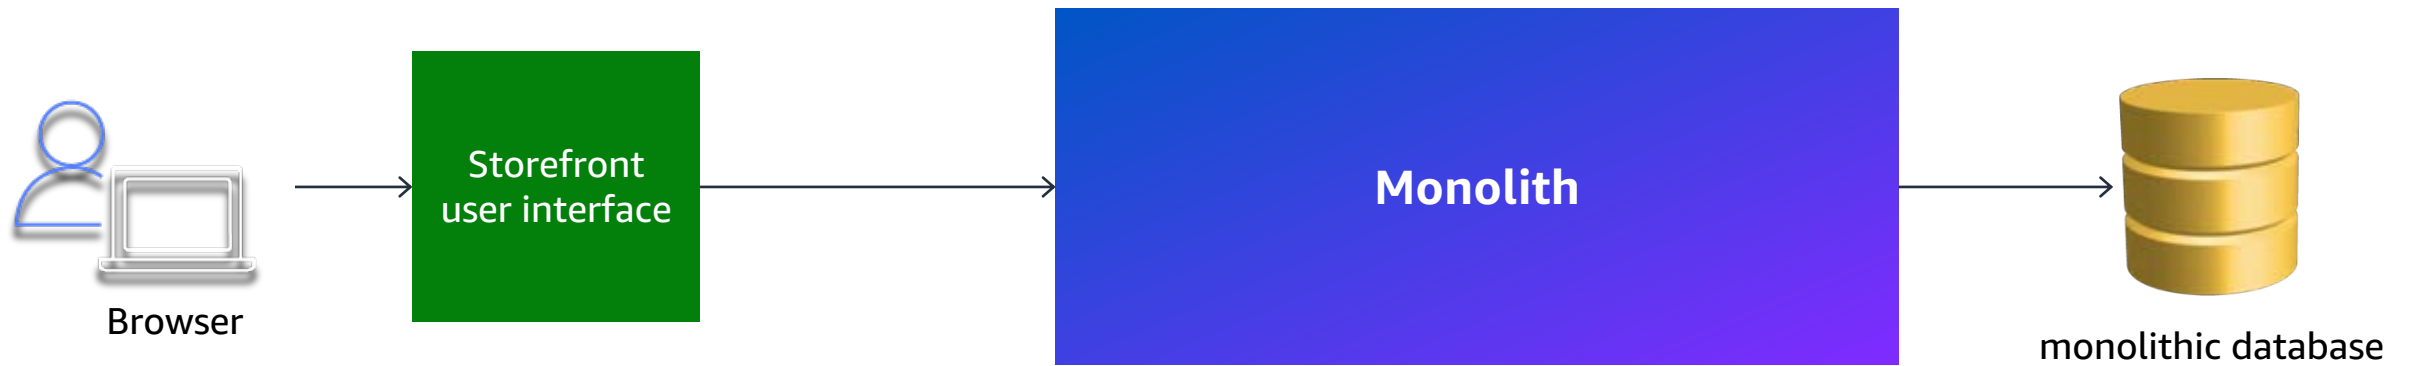 Browser
Storefront
user interface
Monolith
monolithic database